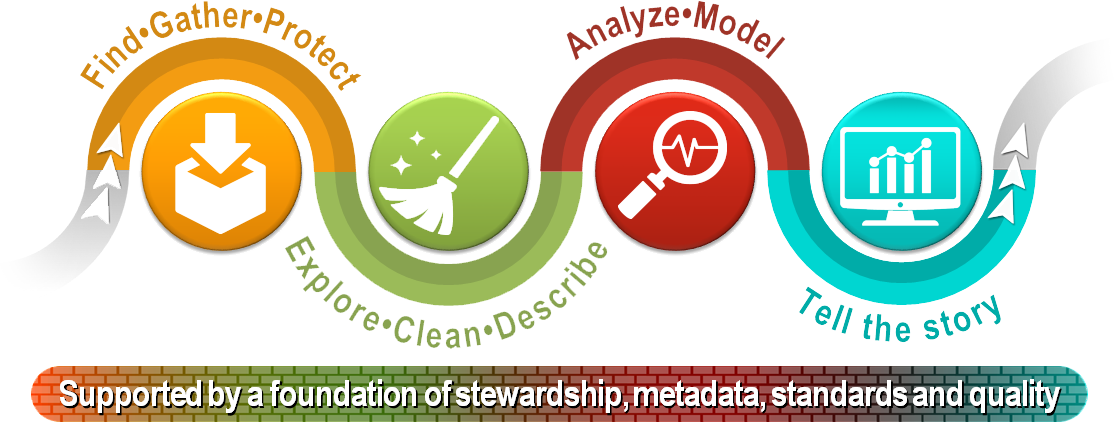 Find•Gather•Protect
Explore•Clean•Describe
Analyze•Model
Tell the story
Supported by a foundation of stewardship, metadata, standards and quality